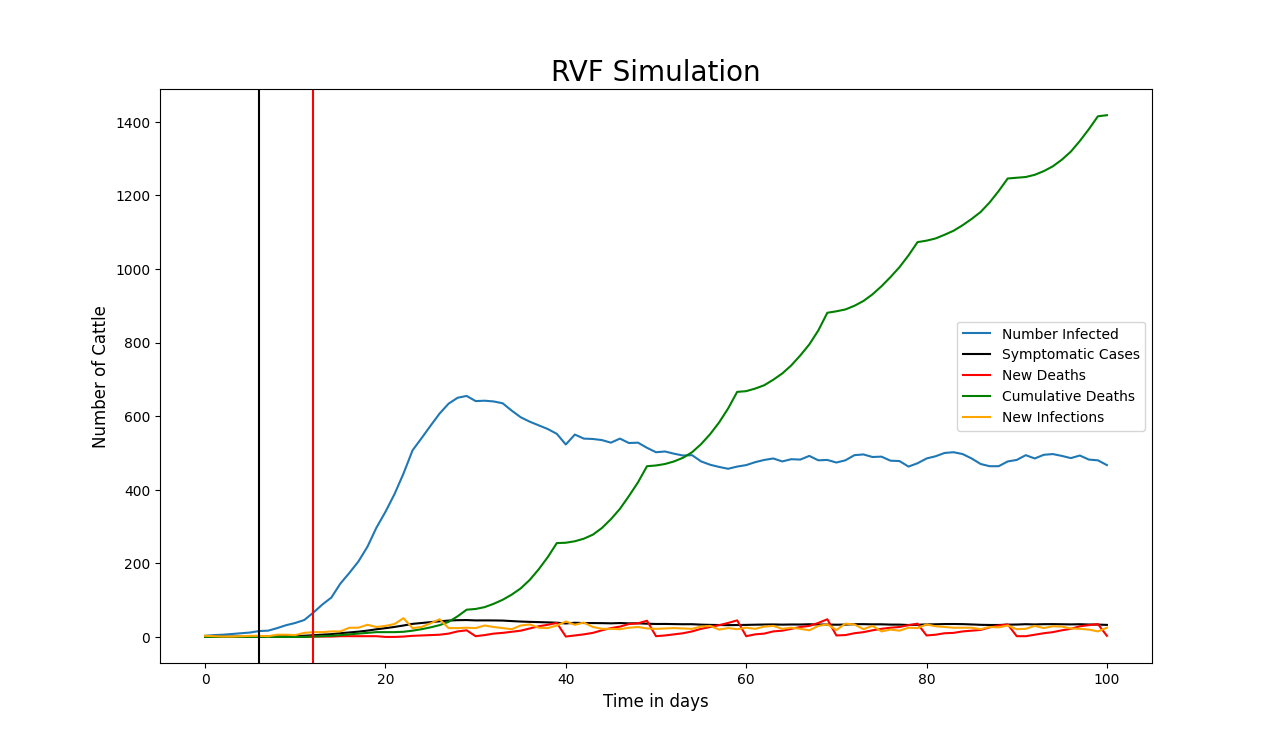 RVF Simulation
Number of Cattle
1400
1200
1000
800
600
400
200
0
0 20 40 60 80 100
Time in days
Number Infected
Symptomatic Cases
New Deaths
Cumulative Deaths
New Infections